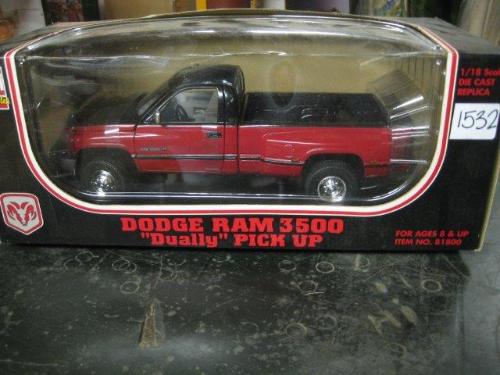 1/18 Scal
DIE CAST
REPLICA
1532
DODGE RAM 3500
"Dually" PICK UP
FOR AGES 8 & UP
ITEM NO. 81800